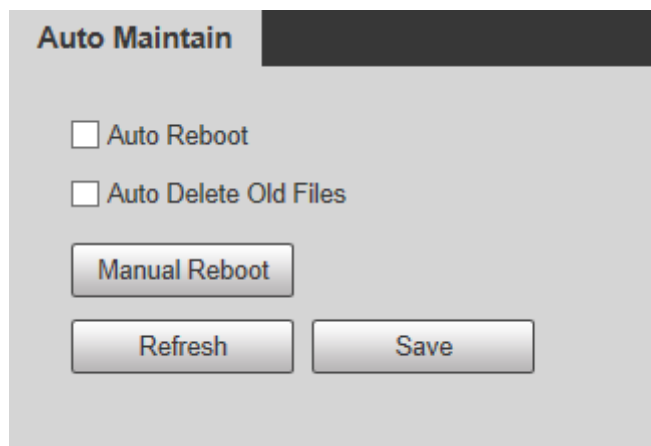 Auto Maintain
Auto Reboot
Auto Delete Old Files
Manual Reboot
Refresh Save